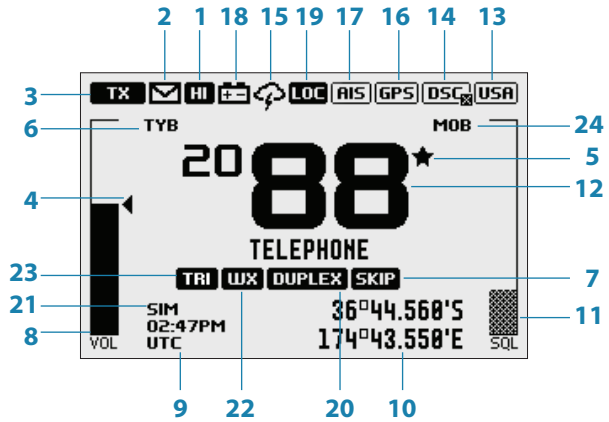 2 1 18 15 19 17 16 14 13
3 TX HI LOC AIS GPS DSC USA
6 TYB MOB 24
20 88 5
4 12
TELEPHONE
23 TRI WX DUPLEX SKIP 7
21 SIM 36°44.560'S 11
8 02:47PM 174°43.550'E
VOL UTC SQL
9 22 20 10